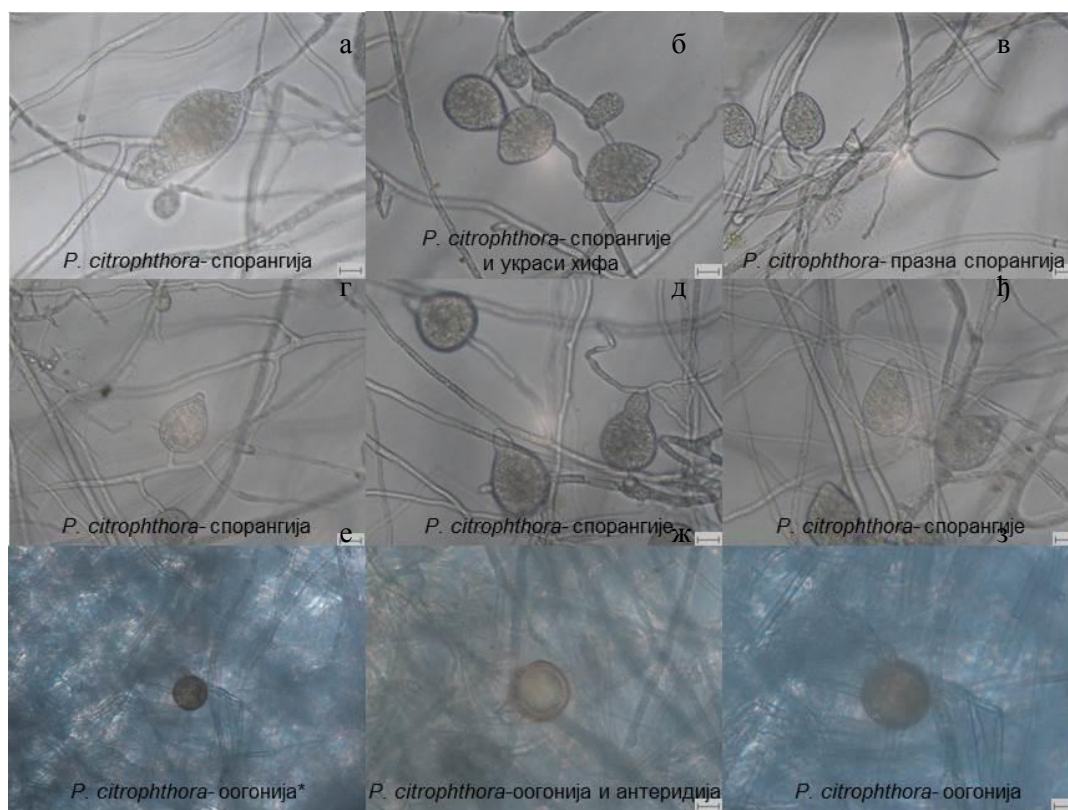 а
б
в
P. citrophthora- спорангија
P. citrophthora- спорангије
и украси хифа
P. citrophthora- празна спорангија
г
д
ђ
P. citrophthora- спорангија
P. citrophthora- спорангије
P. citrophthora- спорангије
е
ж
з
P. citrophthora- оогонија*
P. citrophthora-оогонија и антеридија
P. citrophthora- оогонија